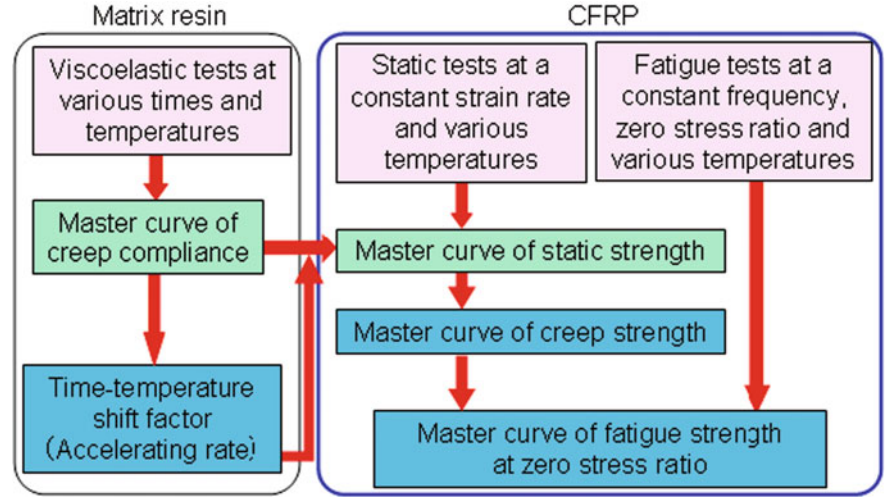 Matrix resin
Viscoelastic tests at
various times and
temperatures
Master curve of
creep compliance
Time-temperature
shift factor
(Accelerating rate)
CFRP
Static tests at a
constant strain rate
and various
temperatures
Fatigue tests at a
constant frequency,
zero stress ratio and
various temperatures
Master curve of static strength
Master curve of creep strength
Master curve of fatigue strength
at zero stress ratio